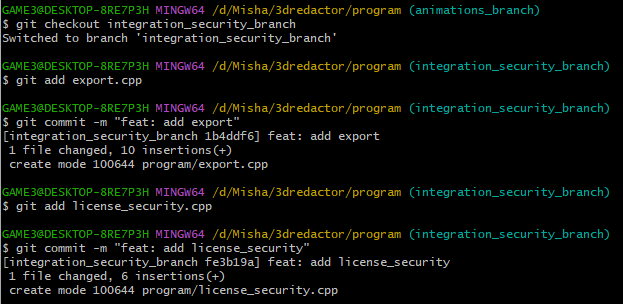 GAME3@DESKTOP-8RE7P3H MINGW64 /d/Misha/3dredactor/program (animations_branch)
$ git checkout integration_security_branch
Switched to branch 'integration_security_branch'
GAME3@DESKTOP-8RE7P3H MINGW64 /d/Misha/3dredactor/program (integration_security_branch)
$ git add export.cpp
GAME3@DESKTOP-8RE7P3H MINGW64 /d/Misha/3dredactor/program (integration_security_branch)
$ git commit -m "feat: add export"
[integration_security_branch 1b4ddf6] feat: add export
1 file changed, 10 insertions(+)
create mode 100644 program/export.cpp
GAME3@DESKTOP-8RE7P3H MINGW64 /d/Misha/3dredactor/program (integration_security_branch)
$ git add license_security.cpp
GAME3@DESKTOP-8RE7P3H MINGW64 /d/Misha/3dredactor/program (integration_security_branch)
$ git commit -m "feat: add license_security"
[integration_security_branch fe3b19a] feat: add license_security
1 file changed, 6 insertions(+)
create mode 100644 program/license_security.cpp